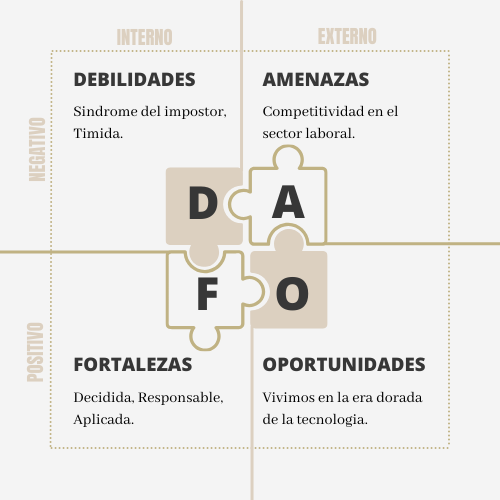 INTERNO
EXTERNO
NEGATIVO
DEBILIDADES
Sindrome del impostor,
Timida.
AMENAZAS
Competitividad en el
sector laboral.
D
A
F
O
POSITIVO
FORTALEZAS
Decidida, Responsable,
Aplicada.
OPORTUNIDADES
Vivimos en la era dorada
de la tecnologia.